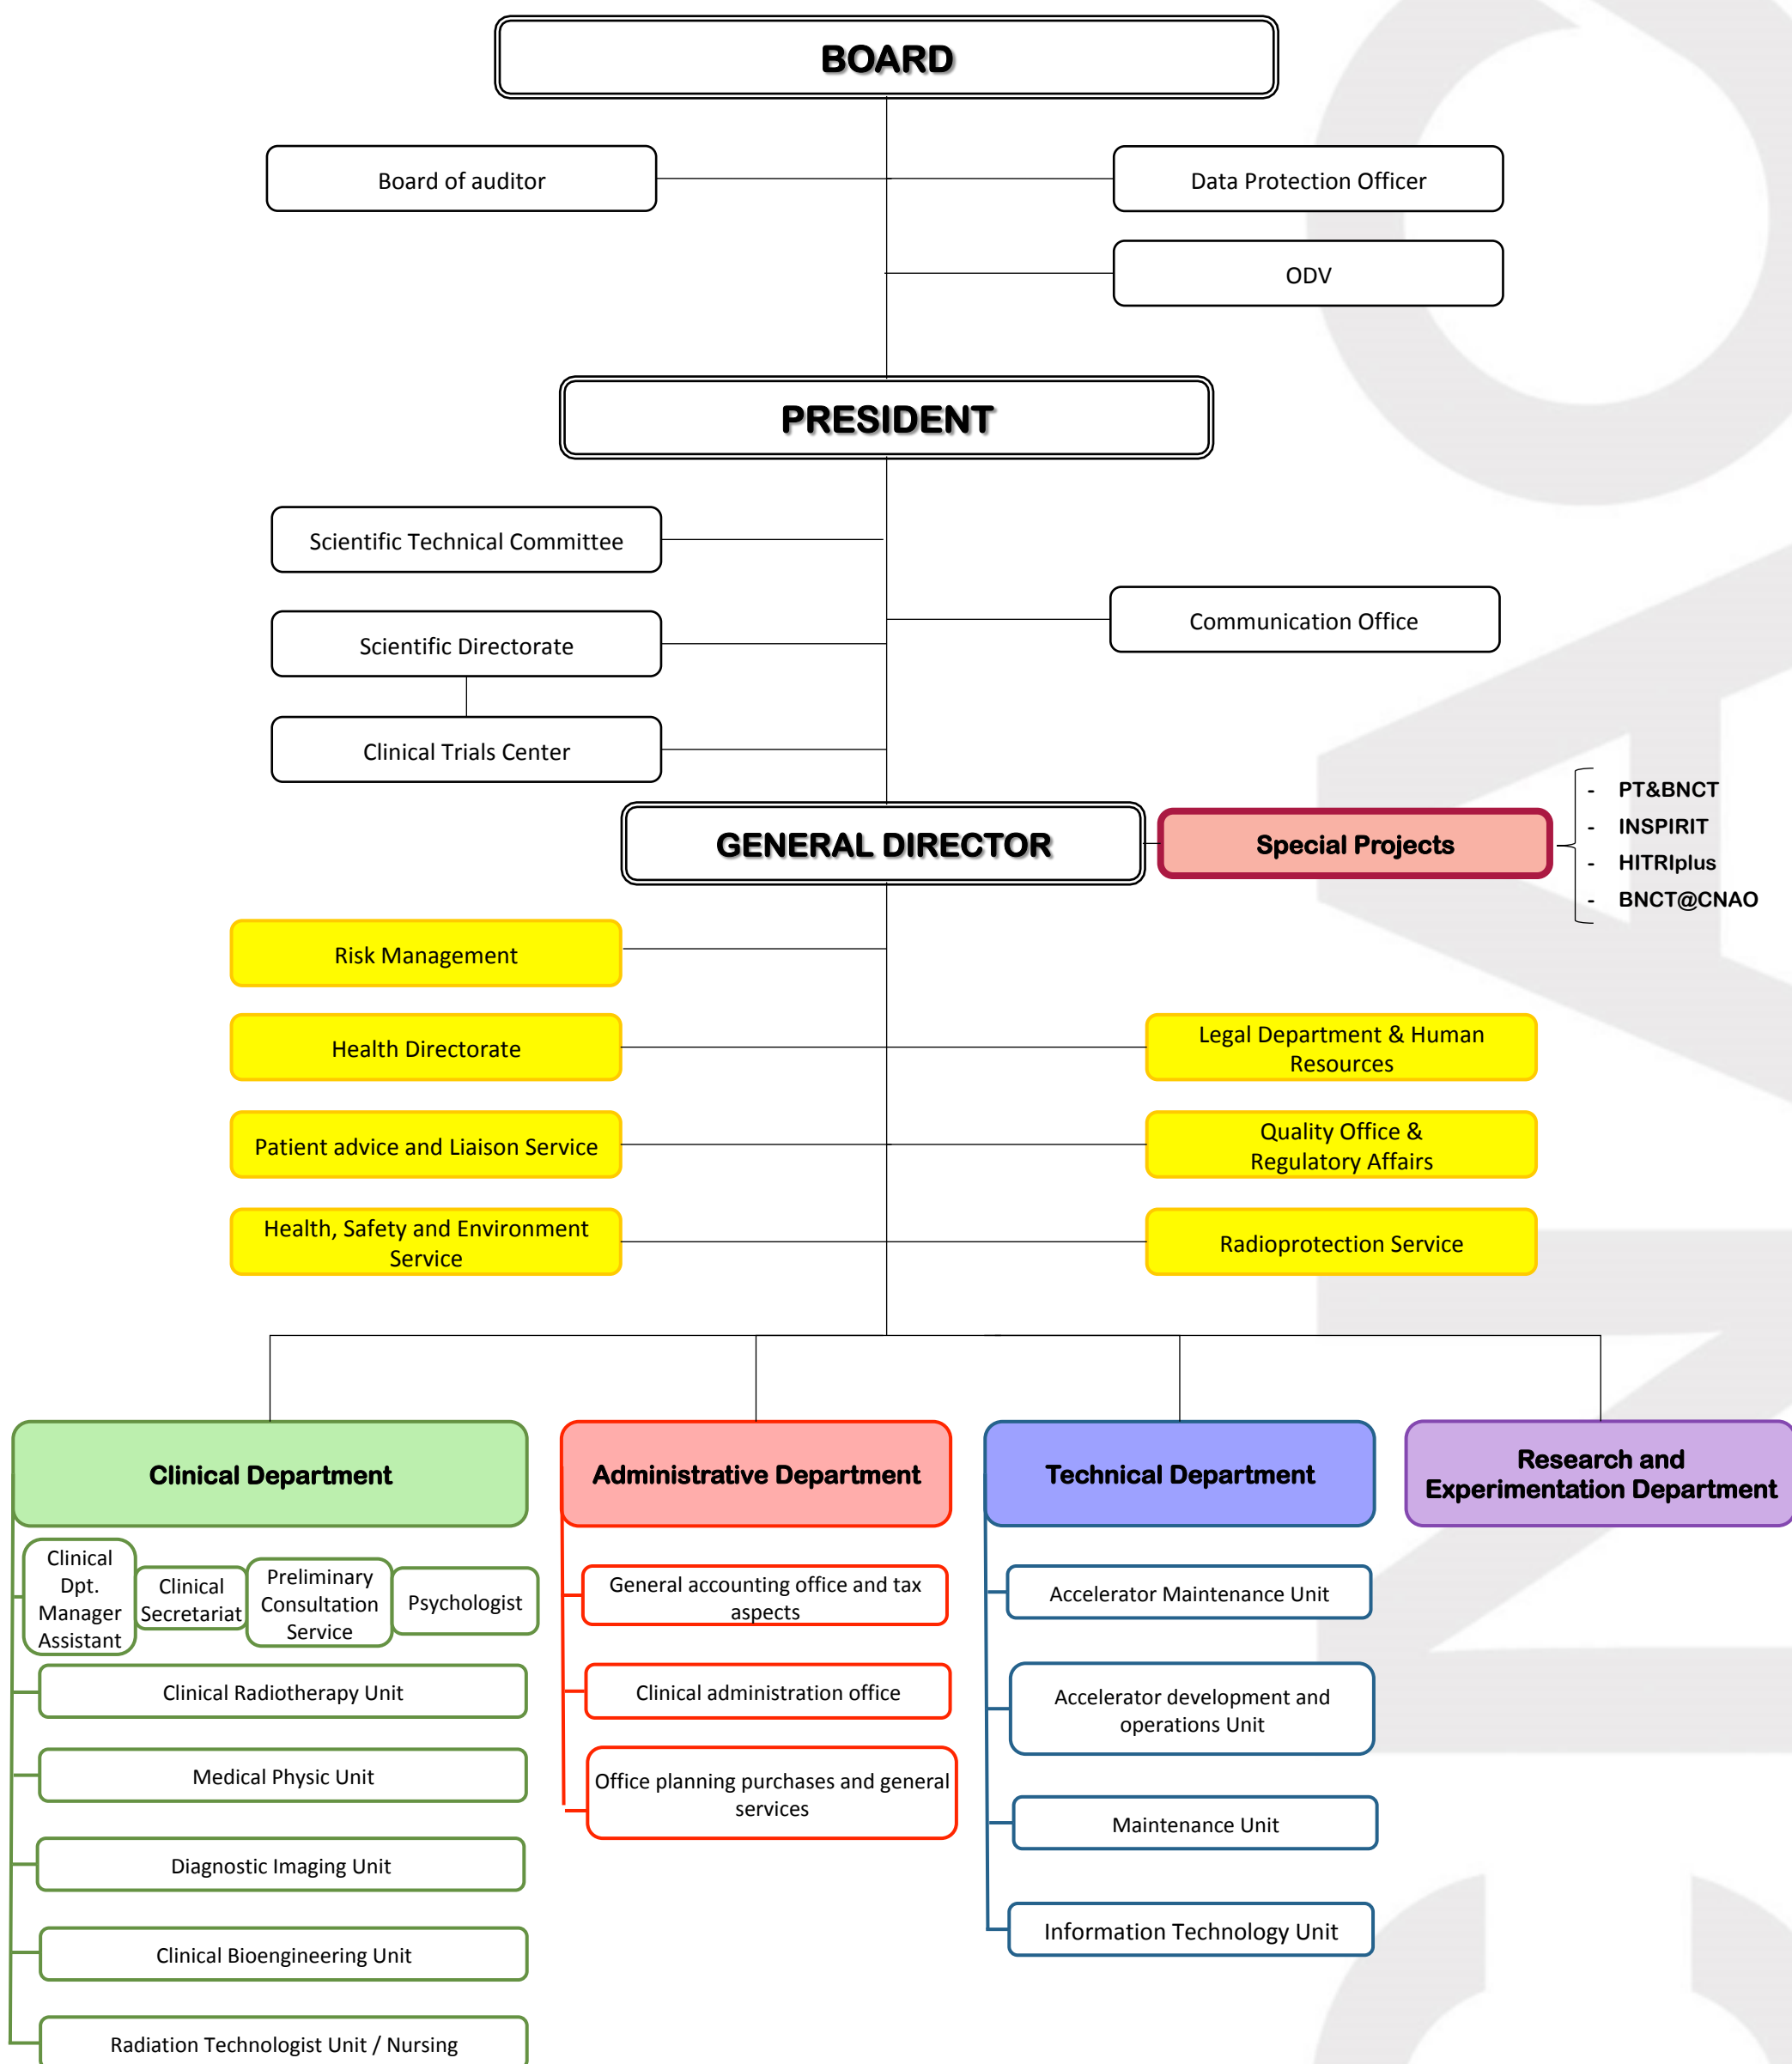 BOARD
Board of auditor
Data Protection Officer
ODV
PRESIDENT
Scientific Technical Committee
Communication Office
Scientific Directorate
Clinical Trials Center
GENERAL DIRECTOR
Special Projects
- PT&BNCT
- INSPIRIT
- HITRIplus
- BNCT@CNAO
Risk Management
Health Directorate
Legal Department & Human
Resources
Patient advice and Liaison Service
Quality Office &
Regulatory Affairs
Health, Safety and Environment
Service
Radioprotection Service
Clinical Department
Administrative Department
Technical Department
Research and
Experimentation Department
Clinical
Dpt.
Manager
Assistant
Clinical
Secretariat
Preliminary
Consultation
Service
Psychologist
Clinical Radiotherapy Unit
Medical Physic Unit
Diagnostic Imaging Unit
Clinical Bioengineering Unit
Radiation Technologist Unit / Nursing
General accounting office and tax
aspects
Clinical administration office
Office planning purchases and general
services
Accelerator Maintenance Unit
Accelerator development and
operations Unit
Maintenance Unit
Information Technology Unit
CNAO